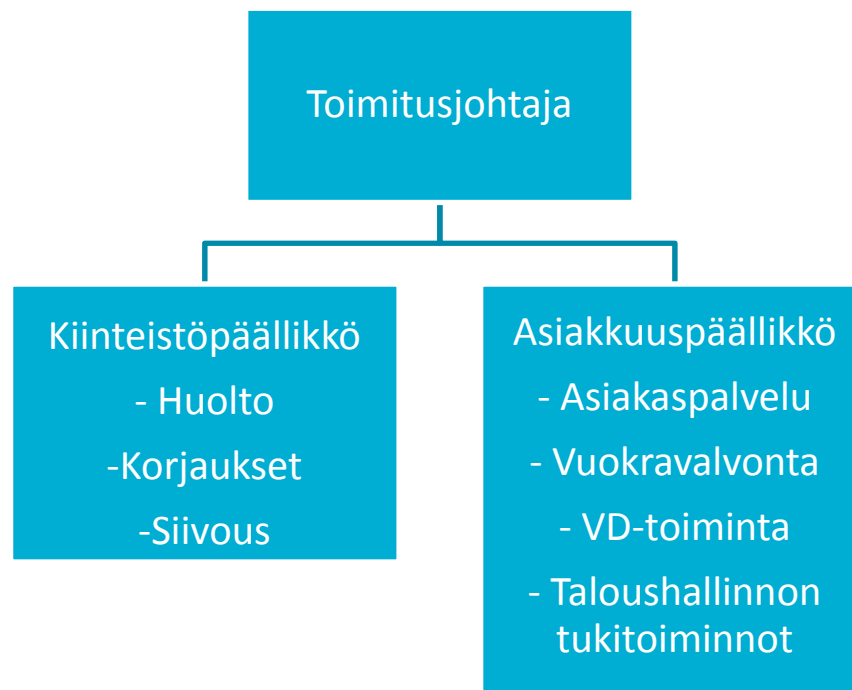 Toimitusjohtaja
Kiinteistöpäällikkö
- Huolto
-Korjaukset
-Siivous
Asiakkuuspäällikkö
- Asiakaspalvelu
- Vuokravalvonta
- VD-toiminta
- Taloushallinnon
tukitoiminnot